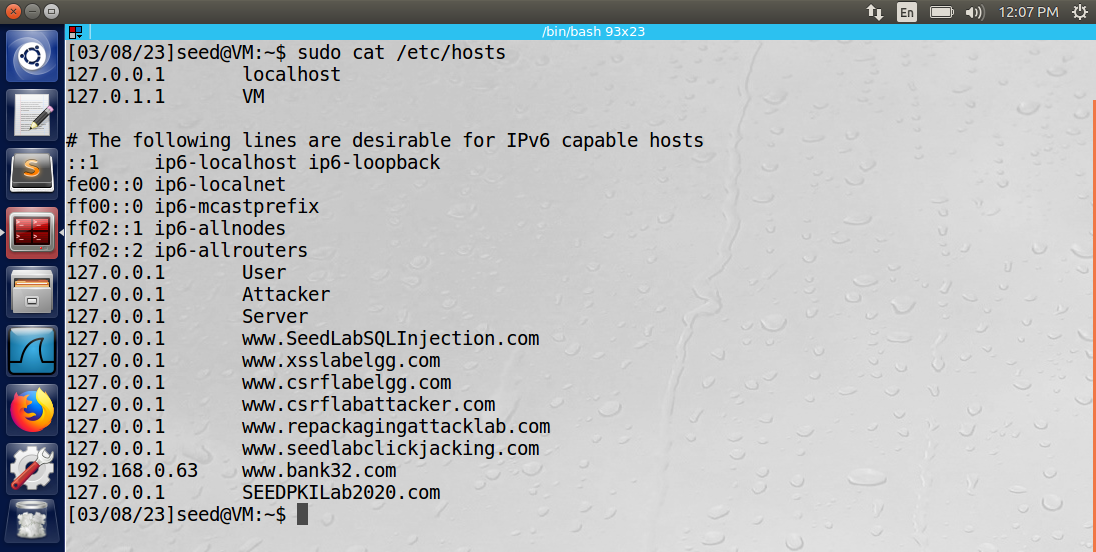 En 12:07 PM
/bin/bash 93x23
[03/08/23]seed@VM:~$ sudo cat /etc/hosts
127.0.0.1       localhost
127.0.1.1       VM

# The following lines are desirable for IPv6 capable hosts
::1     ip6-localhost ip6-loopback
fe00::0 ip6-localnet
ff00::0 ip6-mcastprefix
ff02::1 ip6-allnodes
ff02::2 ip6-allrouters
127.0.0.1       User
127.0.0.1       Attacker
127.0.0.1       Server
127.0.0.1       www.SeedLabSQLInjection.com
127.0.0.1       www.xsslabelgg.com
127.0.0.1       www.csrflabelgg.com
127.0.0.1       www.csrflabattacker.com
127.0.0.1       www.repackagingattacklab.com
127.0.0.1       www.seedlabclickjacking.com
192.168.0.63    www.bank32.com
127.0.0.1       SEEDPKILab2020.com
[03/08/23]seed@VM:~$